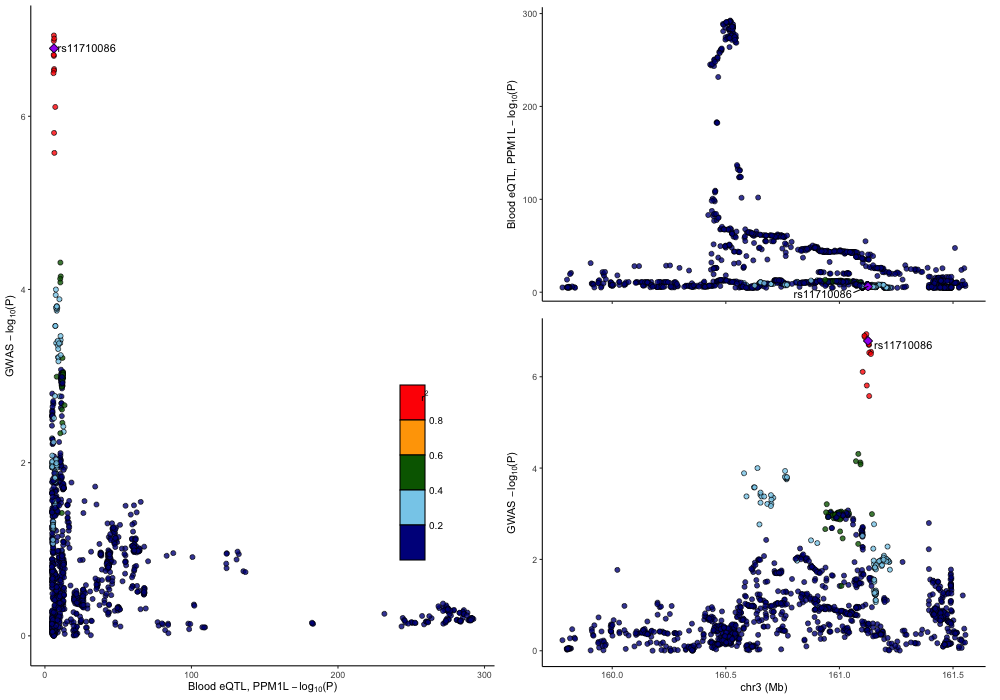 GWAS – log10(P)
6
4
2
0
rs11710086
r2
0.8
0.6
0.4
0.2
0
100
200
300
Blood eQTL, PPM1L – log10(P)
Blood eQTL, PPM1L – log10(P)
300
200
100
0
rs11710086
GWAS – log10(P)
6
4
2
0
rs11710086
160.0
160.5
161.0
161.5
chr3 (Mb)